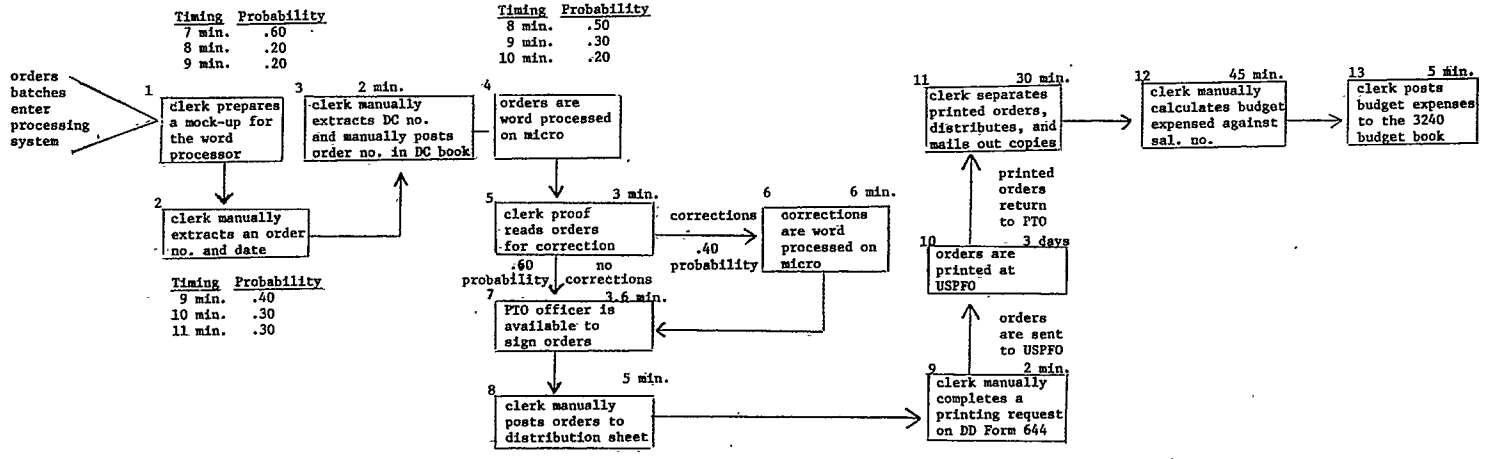 Timing Probability
7 min. .60
8 min. .20
9 min. .20
Timing Probability
8 min. .50
9 min. .30
10 min. .20
orders
batches
enter
processing
system
1
clerk prepares
a mock-up for
the word
processor
2
clerk manually
extracts an order
no. and date
Timing Probability
9 min. .40
10 min. .30
11 min. .30
3 2 min.
clerk manually
extracts DC no.
and manually posts
order no. in DC book
4
orders are
word processed
on micro
5 3 min.
clerk proof
reads orders
for correction
corrections
.40
probability
6 6 min.
corrections
are word
processed on
micro
.60 no
probability corrections
7 3.6 min.
PTO officer is
available to
sign orders
8 5 min.
clerk manually
posts orders to
distribution sheet
9 2 min.
clerk manually
completes a
printing request
on DD Form 644
orders
are sent
to USPFO
10 3 days
orders are
printed at
USPFO
printed
orders
return
to PTO
11 30 min.
clerk separates
printed orders,
distributes, and
mails out copies
12 45 min.
clerk manually
calculates budget
expensed against
sal. no.
13 5 min.
clerk posts
budget expenses
to the 3240
budget book